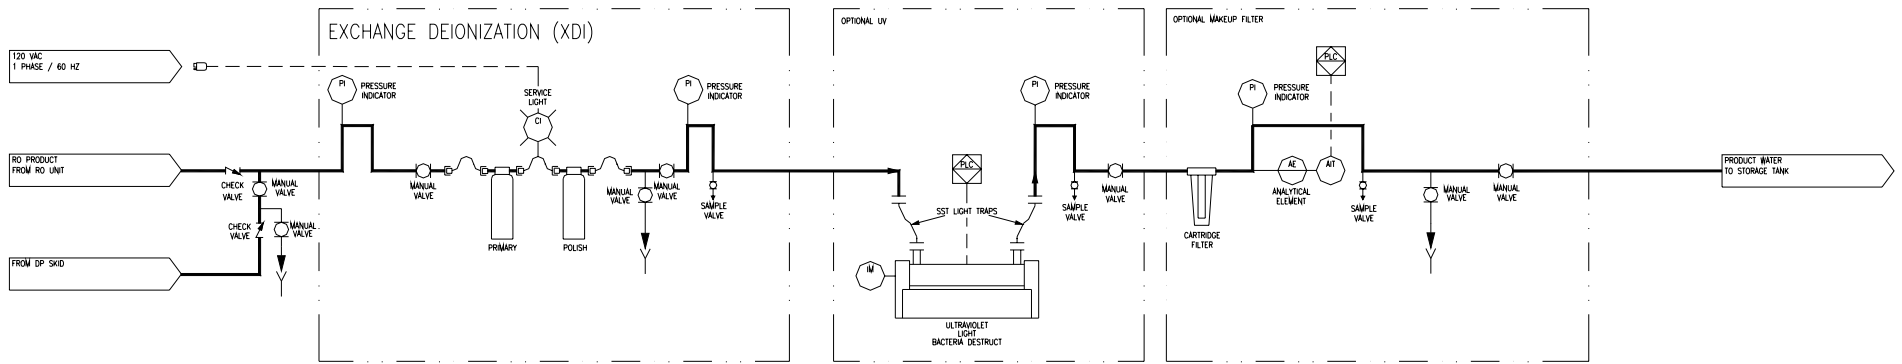 EXCHANGE DEIONIZATION (XDI)
OPTIONAL UV
OPTIONAL MAKEUP FILTER
120 VAC
1 PHASE / 60 HZ
PI
PRESSURE
INDICATOR
SERVICE
LIGHT
CI
PI
PRESSURE
INDICATOR
PI
PRESSURE
INDICATOR
PLC
PI
PRESSURE
INDICATOR
RO PRODUCT
FROM RO UNIT
CHECK
VALVE
MANUAL
VALVE
MANUAL
VALVE
PRIMARY
POLISH
MANUAL
VALVE
MANUAL
VALVE
SAMPLE
VALVE
PLC
SST LIGHT TRAPS
SAMPLE
VALVE
MANUAL
VALVE
CARTRIDGE
FILTER
AE
ANALYTICAL
ELEMENT
AIT
SAMPLE
VALVE
MANUAL
VALVE
MANUAL
VALVE
PRODUCT WATER
TO STORAGE TANK
CHECK
VALVE
MANUAL
VALVE
FROM DP SKID
IM
ULTRAVIOLET
LIGHT
BACTERIA DESTRUCT